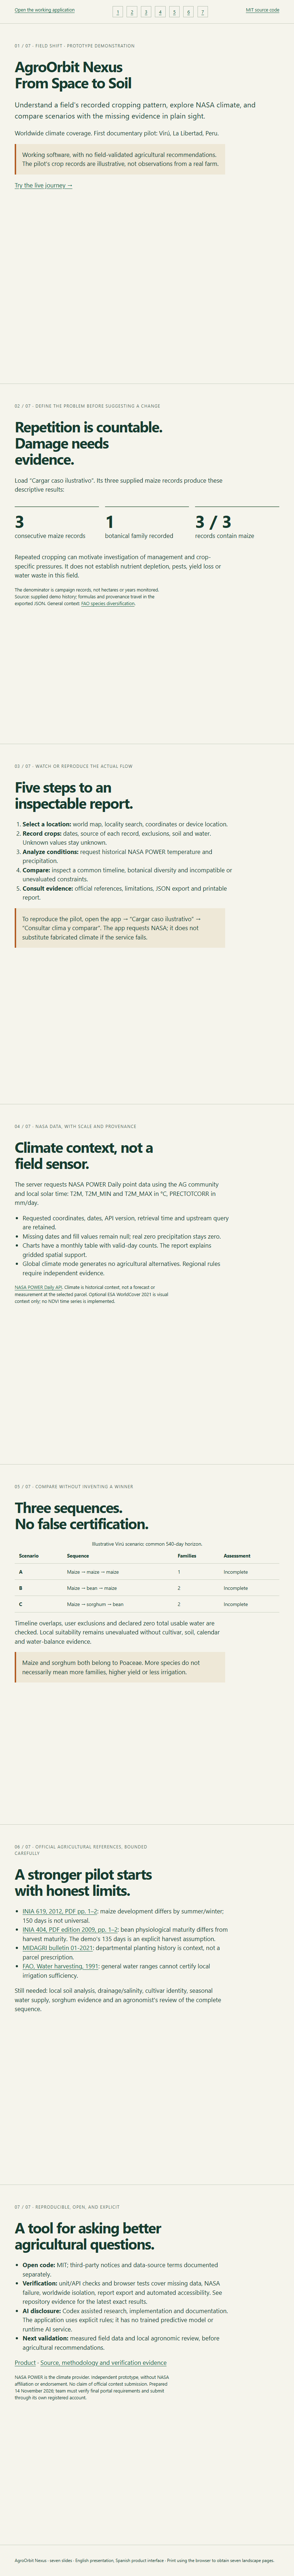 Open the working application
1 2 3 4 5 6 7
MIT source code
01 / 07 · FIELD SHIFT · PROTOTYPE DEMONSTRATION
AgroOrbit Nexus
From Space to Soil
Understand a field's recorded cropping pattern, explore NASA climate, and
compare scenarios with the missing evidence in plain sight.
Worldwide climate coverage. First documentary pilot: Virú, La Libertad, Peru.
Working software, with no field-validated agricultural recommendations.
The pilot's crop records are illustrative, not observations from a real farm.
Try the live journey →
02 / 07 · DEFINE THE PROBLEM BEFORE SUGGESTING A CHANGE
Repetition is countable.
Damage needs
evidence.
Load "Cargar caso ilustrativo". Its three supplied maize records produce these
descriptive results:
3
consecutive maize records
1
botanical family recorded
3 / 3
records contain maize
Repeated cropping can motivate investigation of management and crop-
specific pressures. It does not establish nutrient depletion, pests, yield loss or
water waste in this field.
The denominator is campaign records, not hectares or years monitored.
Source: supplied demo history; formulas and provenance travel in the
exported JSON. General context: FAO species diversification.
03 / 07 · WATCH OR REPRODUCE THE ACTUAL FLOW
Five steps to an
inspectable report.
1. Select a location: world map, locality search, coordinates or device location.
2. Record crops: dates, source of each record, exclusions, soil and water.
Unknown values stay unknown.
3. Analyze conditions: request historical NASA POWER temperature and
precipitation.
4. Compare: inspect a common timeline, botanical diversity and incompatible or
unevaluated constraints.
5. Consult evidence: official references, limitations, JSON export and printable
report.
To reproduce the pilot, open the app → "Cargar caso ilustrativo" →
"Consultar clima y comparar". The app requests NASA; it does not
substitute fabricated climate if the service fails.
04 / 07 · NASA DATA, WITH SCALE AND PROVENANCE
Climate context, not a
field sensor.
The server requests NASA POWER Daily point data using the AG community
and local solar time: T2M, T2M_MIN and T2M_MAX in °C, PRECTOTCORR in
mm/day.
• Requested coordinates, dates, API version, retrieval time and upstream query
are retained.
• Missing dates and fill values remain null; real zero precipitation stays zero.
• Charts have a monthly table with valid-day counts. The report explains
gridded spatial support.
• Global climate mode generates no agricultural alternatives. Regional rules
require independent evidence.
NASA POWER Daily API. Climate is historical context, not a forecast or
measurement at the selected parcel. Optional ESA WorldCover 2021 is visual
context only; no NDVI time series is implemented.
05 / 07 · COMPARE WITHOUT INVENTING A WINNER
Three sequences.
No false certification.
Illustrative Virú scenario; common 540-day horizon.
Scenario Sequence Families Assessment
A Maize → maize → maize 1 Incomplete
B Maize → bean → maize 2 Incomplete
C Maize → sorghum → bean 2 Incomplete
Timeline overlaps, user exclusions and declared zero total usable water are
checked. Local suitability remains unevaluated without cultivar, soil, calendar
and water-balance evidence.
Maize and sorghum both belong to Poaceae. More species do not
necessarily mean more families, higher yield or less irrigation.
06 / 07 · OFFICIAL AGRICULTURAL REFERENCES, BOUNDED
CAREFULLY
A stronger pilot starts
with honest limits.
• INIA 619, 2012, PDF pp. 1–2: maize development differs by summer/winter;
150 days is not universal.
• INIA 404, PDF edition 2009, pp. 1–2: bean physiological maturity differs from
harvest maturity. The demo's 135 days is an explicit harvest assumption.
• MIDAGRI bulletin 01-2021: departmental planting history is context, not a
parcel prescription.
• FAO, Water harvesting, 1991: general water ranges cannot certify local
irrigation sufficiency.
Still needed: local soil analysis, drainage/salinity, cultivar identity, seasonal
water supply, sorghum evidence and an agronomist's review of the complete
sequence.
07 / 07 · REPRODUCIBLE, OPEN, AND EXPLICIT
A tool for asking better
agricultural questions.
• Open code: MIT; third-party notices and data-source terms documented
separately.
• Verification: unit/API checks and browser tests cover missing data, NASA
failure, worldwide isolation, report export and automated accessibility. See
repository evidence for the latest exact results.
• AI disclosure: Codex assisted research, implementation and documentation.
The application uses explicit rules; it has no trained predictive model or
runtime AI service.
• Next validation: measured field data and local agronomic review, before
agricultural recommendations.
Product · Source, methodology and verification evidence
NASA POWER is the climate provider. Independent prototype, without NASA
affiliation or endorsement. No claim of official contest submission. Prepared
14 November 2026; team must verify final portal requirements and submit
through its own registered account.
AgroOrbit Nexus · seven slides · English presentation, Spanish product interface · Print using the browser to obtain seven landscape pages.